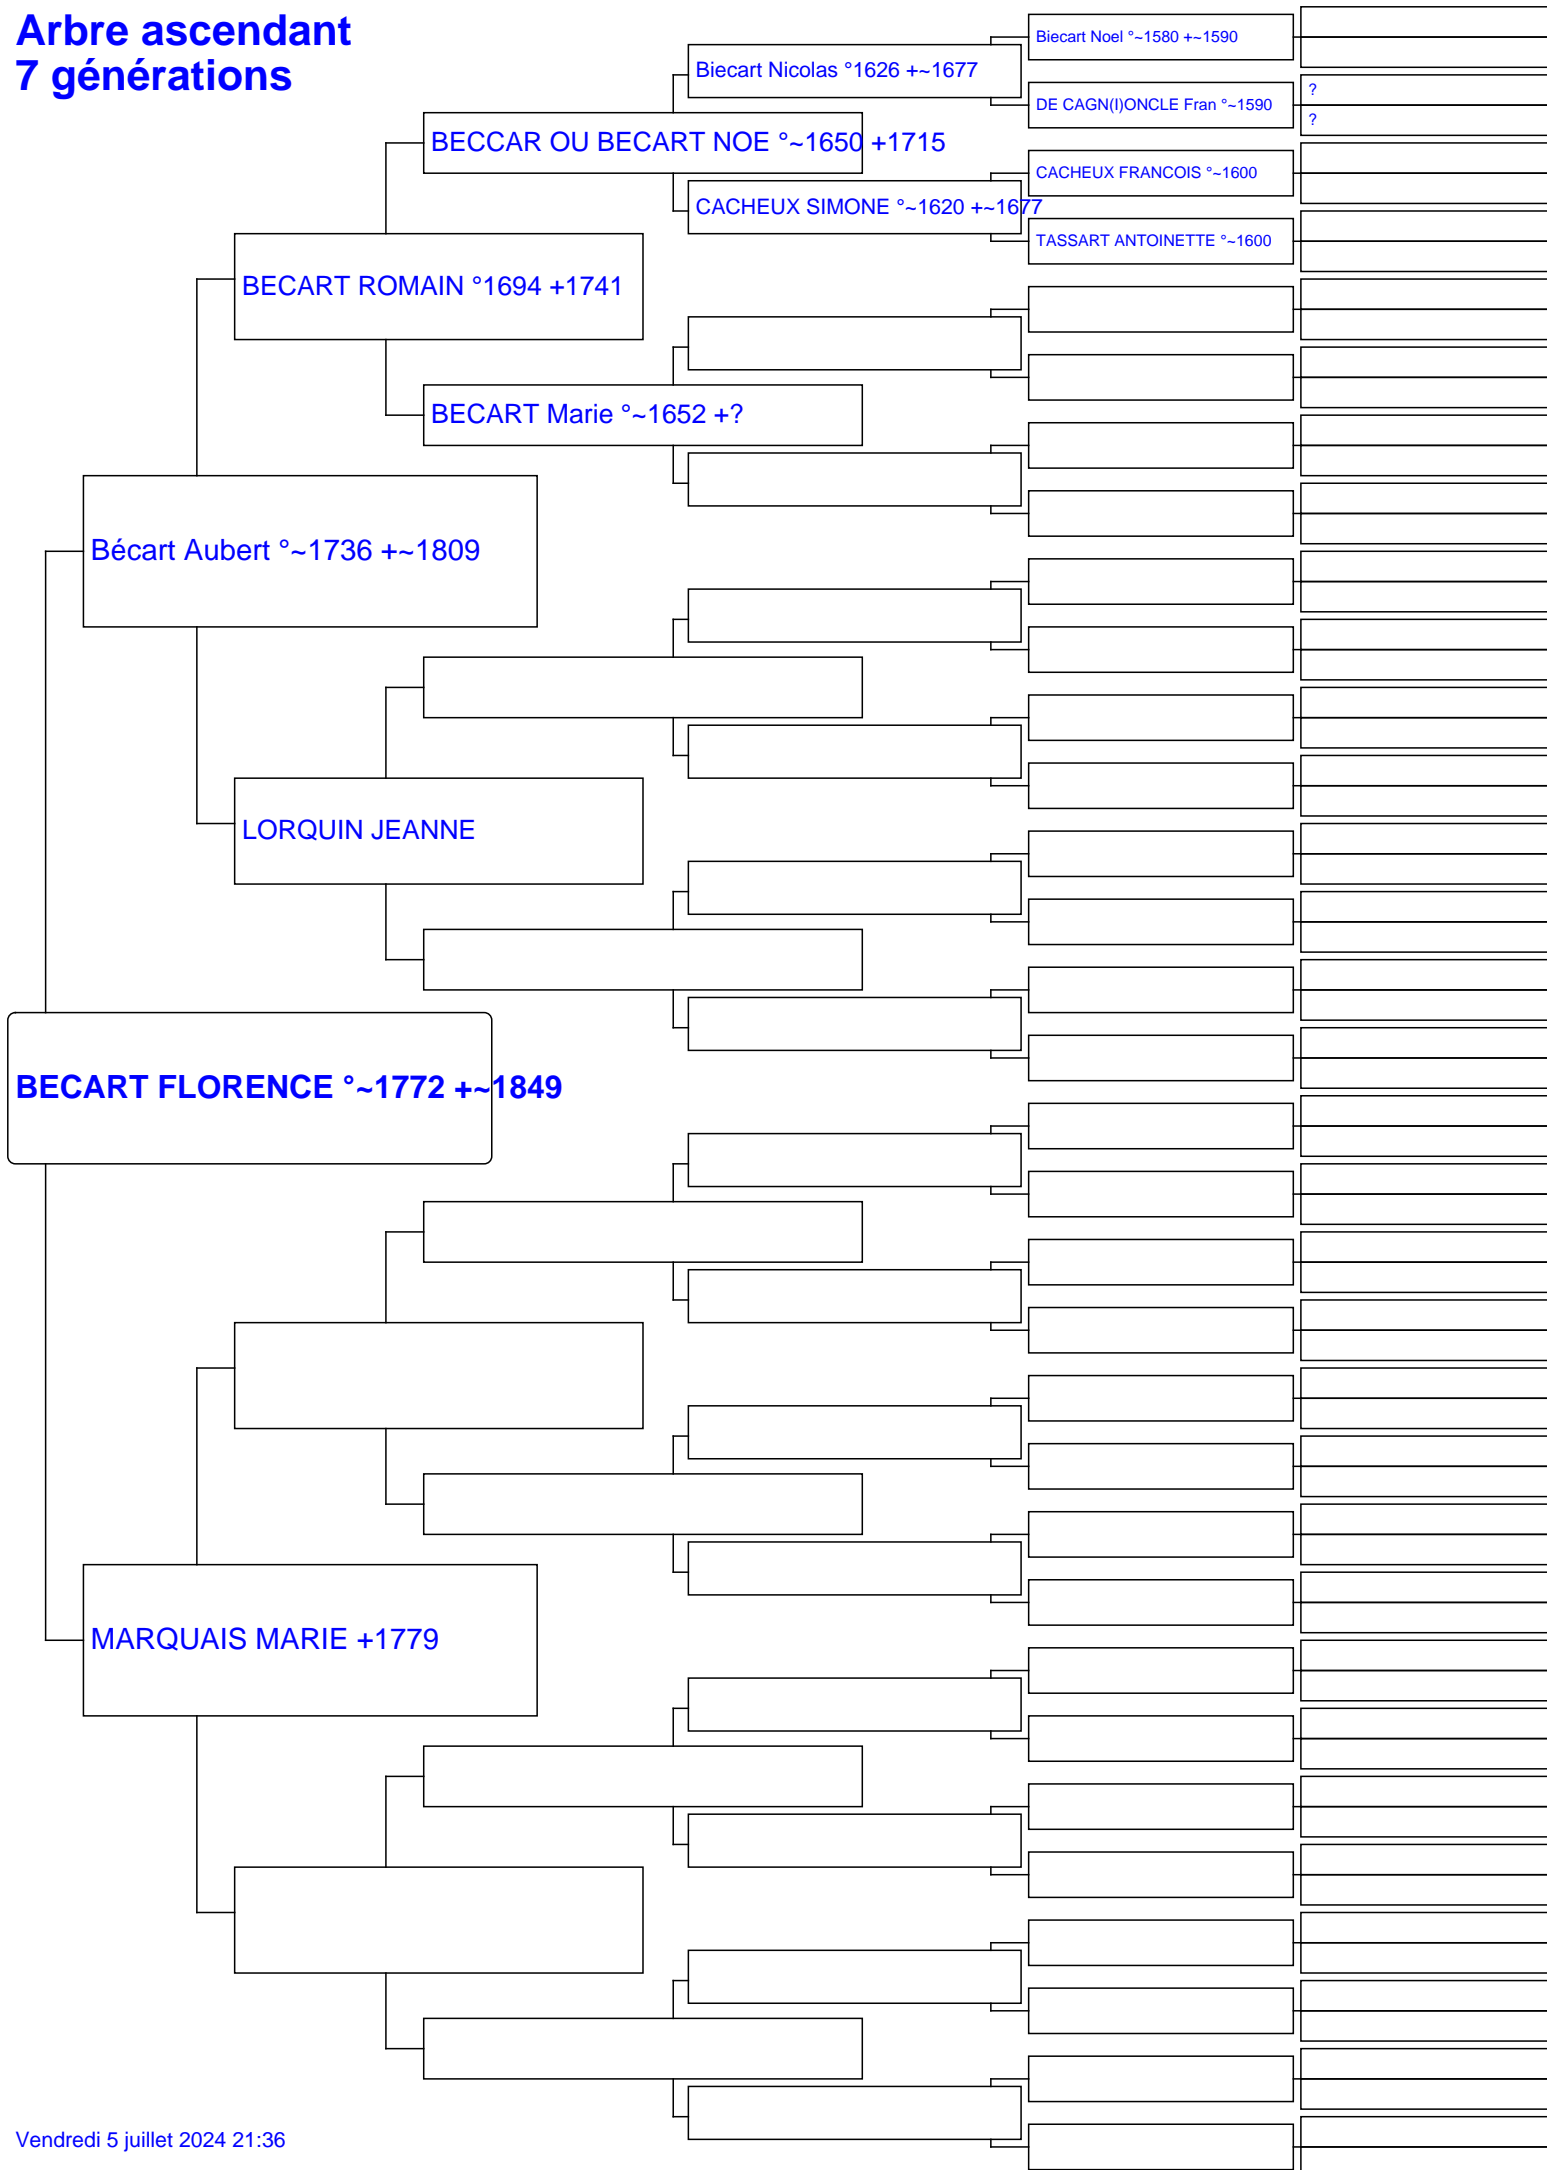 Arbre ascendant
7 générations
Biecart Noel °~1580 +~1590
Biecart Nicolas °1626 +~1677
?
DE CAGN(I)ONCLE Fran °~1590
?
BECCAR OU BECART NOE °~1650 +1715
CACHEUX FRANCOIS °~1600
CACHEUX SIMONE °~1620 +~1677
TASSART ANTOINETTE °~1600
BECART ROMAIN °1694 +1741
BECART Marie °~1652 +?
Bécart Aubert °~1736 +~1809
LORQUIN JEANNE
BECART FLORENCE °~1772 +~1849
MARQUAIS MARIE +1779
Vendredi 5 juillet 2024 21:36